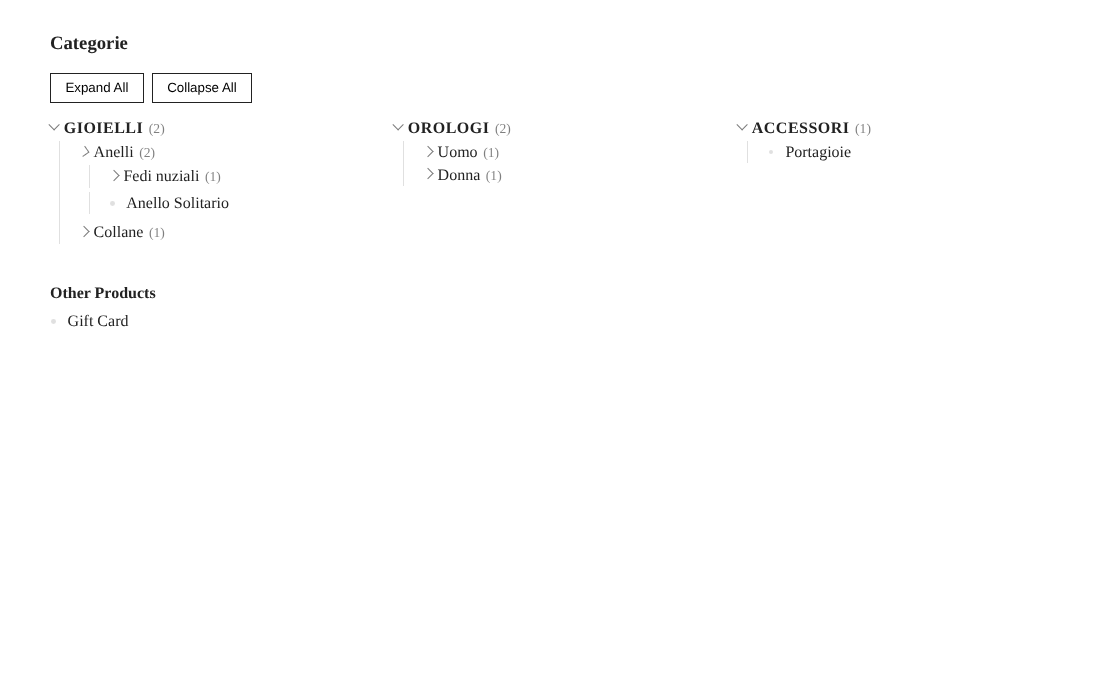 Categorie
Expand All
Collapse All
GIOIELLI (2)
Anelli (2)
Fedi nuziali (1)
Anello Solitario
Collane (1)
OROLOGI (2)
Uomo (1)
Donna (1)
ACCESSORI (1)
Portagioie
Other Products
Gift Card